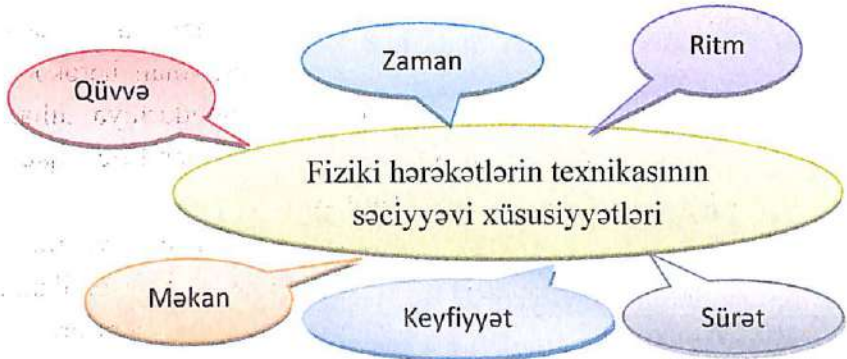 Qüvvə
Zaman
Ritm
Fiziki hərəkətlərin texnikasının
səciyyəvi xüsusiyyətləri
Məkan
Keyfiyyət
Sürət